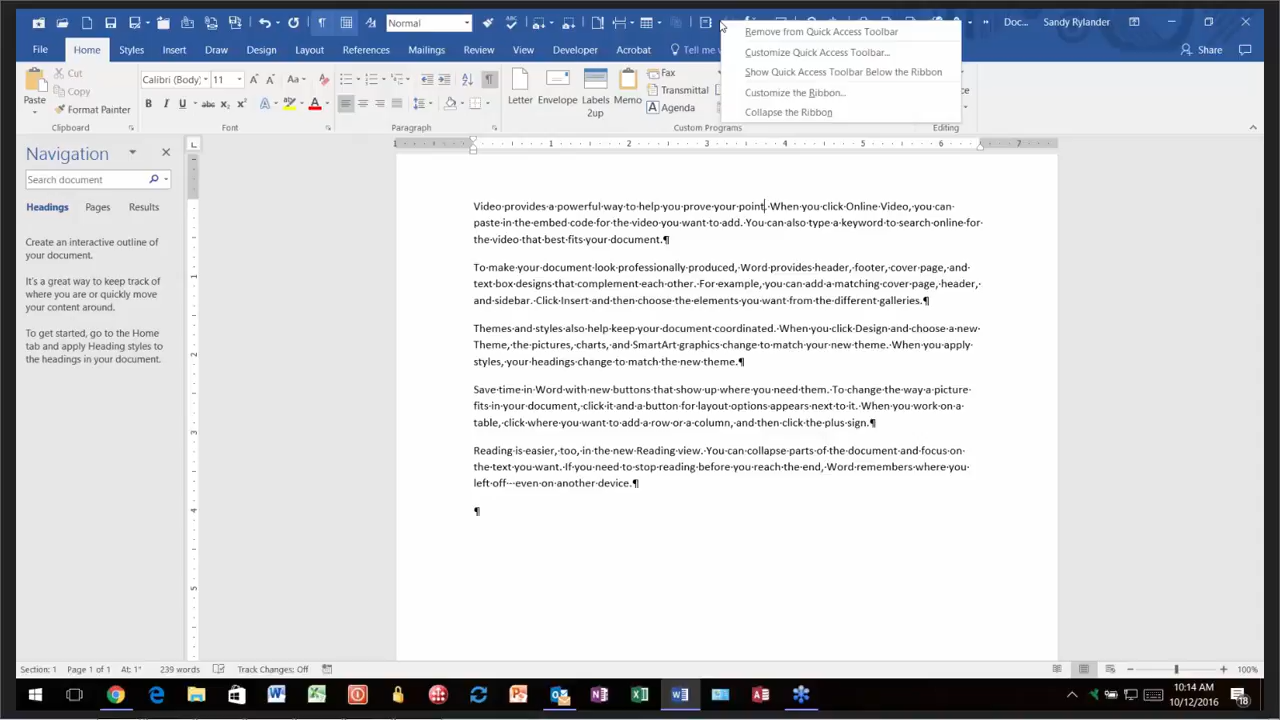 Normal
Doc...
Sandy Rylander
File
Home
Styles
Insert
Draw
Design
Layout
References
Mailings
Review
View
Developer
Acrobat
Tell me w
Share
Remove from Quick Access Toolbar
Customize Quick Access Toolbar...
Show Quick Access Toolbar Below the Ribbon
Customize the Ribbon...
Collapse the Ribbon
Paste
Cut
Copy
Format Painter
Calibri (Body)
11
Letter
Envelope
Labels
2up
Memo
Fax
Transmittal
Agenda
Clipboard
Font
Paragraph
Custom Programs
Editing
Navigation
Search document
Headings
Pages
Results
Create an interactive outline of
your document.
It's a great way to keep track of
where you are or quickly move
your content around.
To get started, go to the Home
tab and apply Heading styles to
the headings in your document.
1 1 2 3 4 5 6 7
1
2
3
4
5
Video·provides·a·powerful·way·to·help·you·prove·your·point.·When·you·click·Online·Video,·you·can·
paste·in·the·embed·code·for·the·video·you·want·to·add.·You·can·also·type·a·keyword·to·search·online·for·
the·video·that·best·fits·your·document.¶
To·make·your·document·look·professionally·produced,·Word·provides·header,·footer,·cover·page,·and·
text·box·designs·that·complement·each·other.·For·example,·you·can·add·a·matching·cover·page,·header,·
and·sidebar.·Click·Insert·and·then·choose·the·elements·you·want·from·the·different·galleries.¶
Themes·and·styles·also·help·keep·your·document·coordinated.·When·you·click·Design·and·choose·a·new·
Theme,·the·pictures,·charts,·and·SmartArt·graphics·change·to·match·your·new·theme.·When·you·apply·
styles,·your·headings·change·to·match·the·new·theme.¶
Save·time·in·Word·with·new·buttons·that·show·up·where·you·need·them.·To·change·the·way·a·picture·
fits·in·your·document,·click·it·and·a·button·for·layout·options·appears·next·to·it.·When·you·work·on·a·
table,·click·where·you·want·to·add·a·row·or·a·column,·and·then·click·the·plus·sign.¶
Reading·is·easier,·too,·in·the·new·Reading·view.·You·can·collapse·parts·of·the·document·and·focus·on·
the·text·you·want.·If·you·need·to·stop·reading·before·you·reach·the·end,·Word·remembers·where·you·
left·off·-·even·on·another·device.¶
¶
Section: 1
Page 1 of 1
At: 1"
239 words
Track Changes: Off
100%
10:14 AM
10/12/2016
18